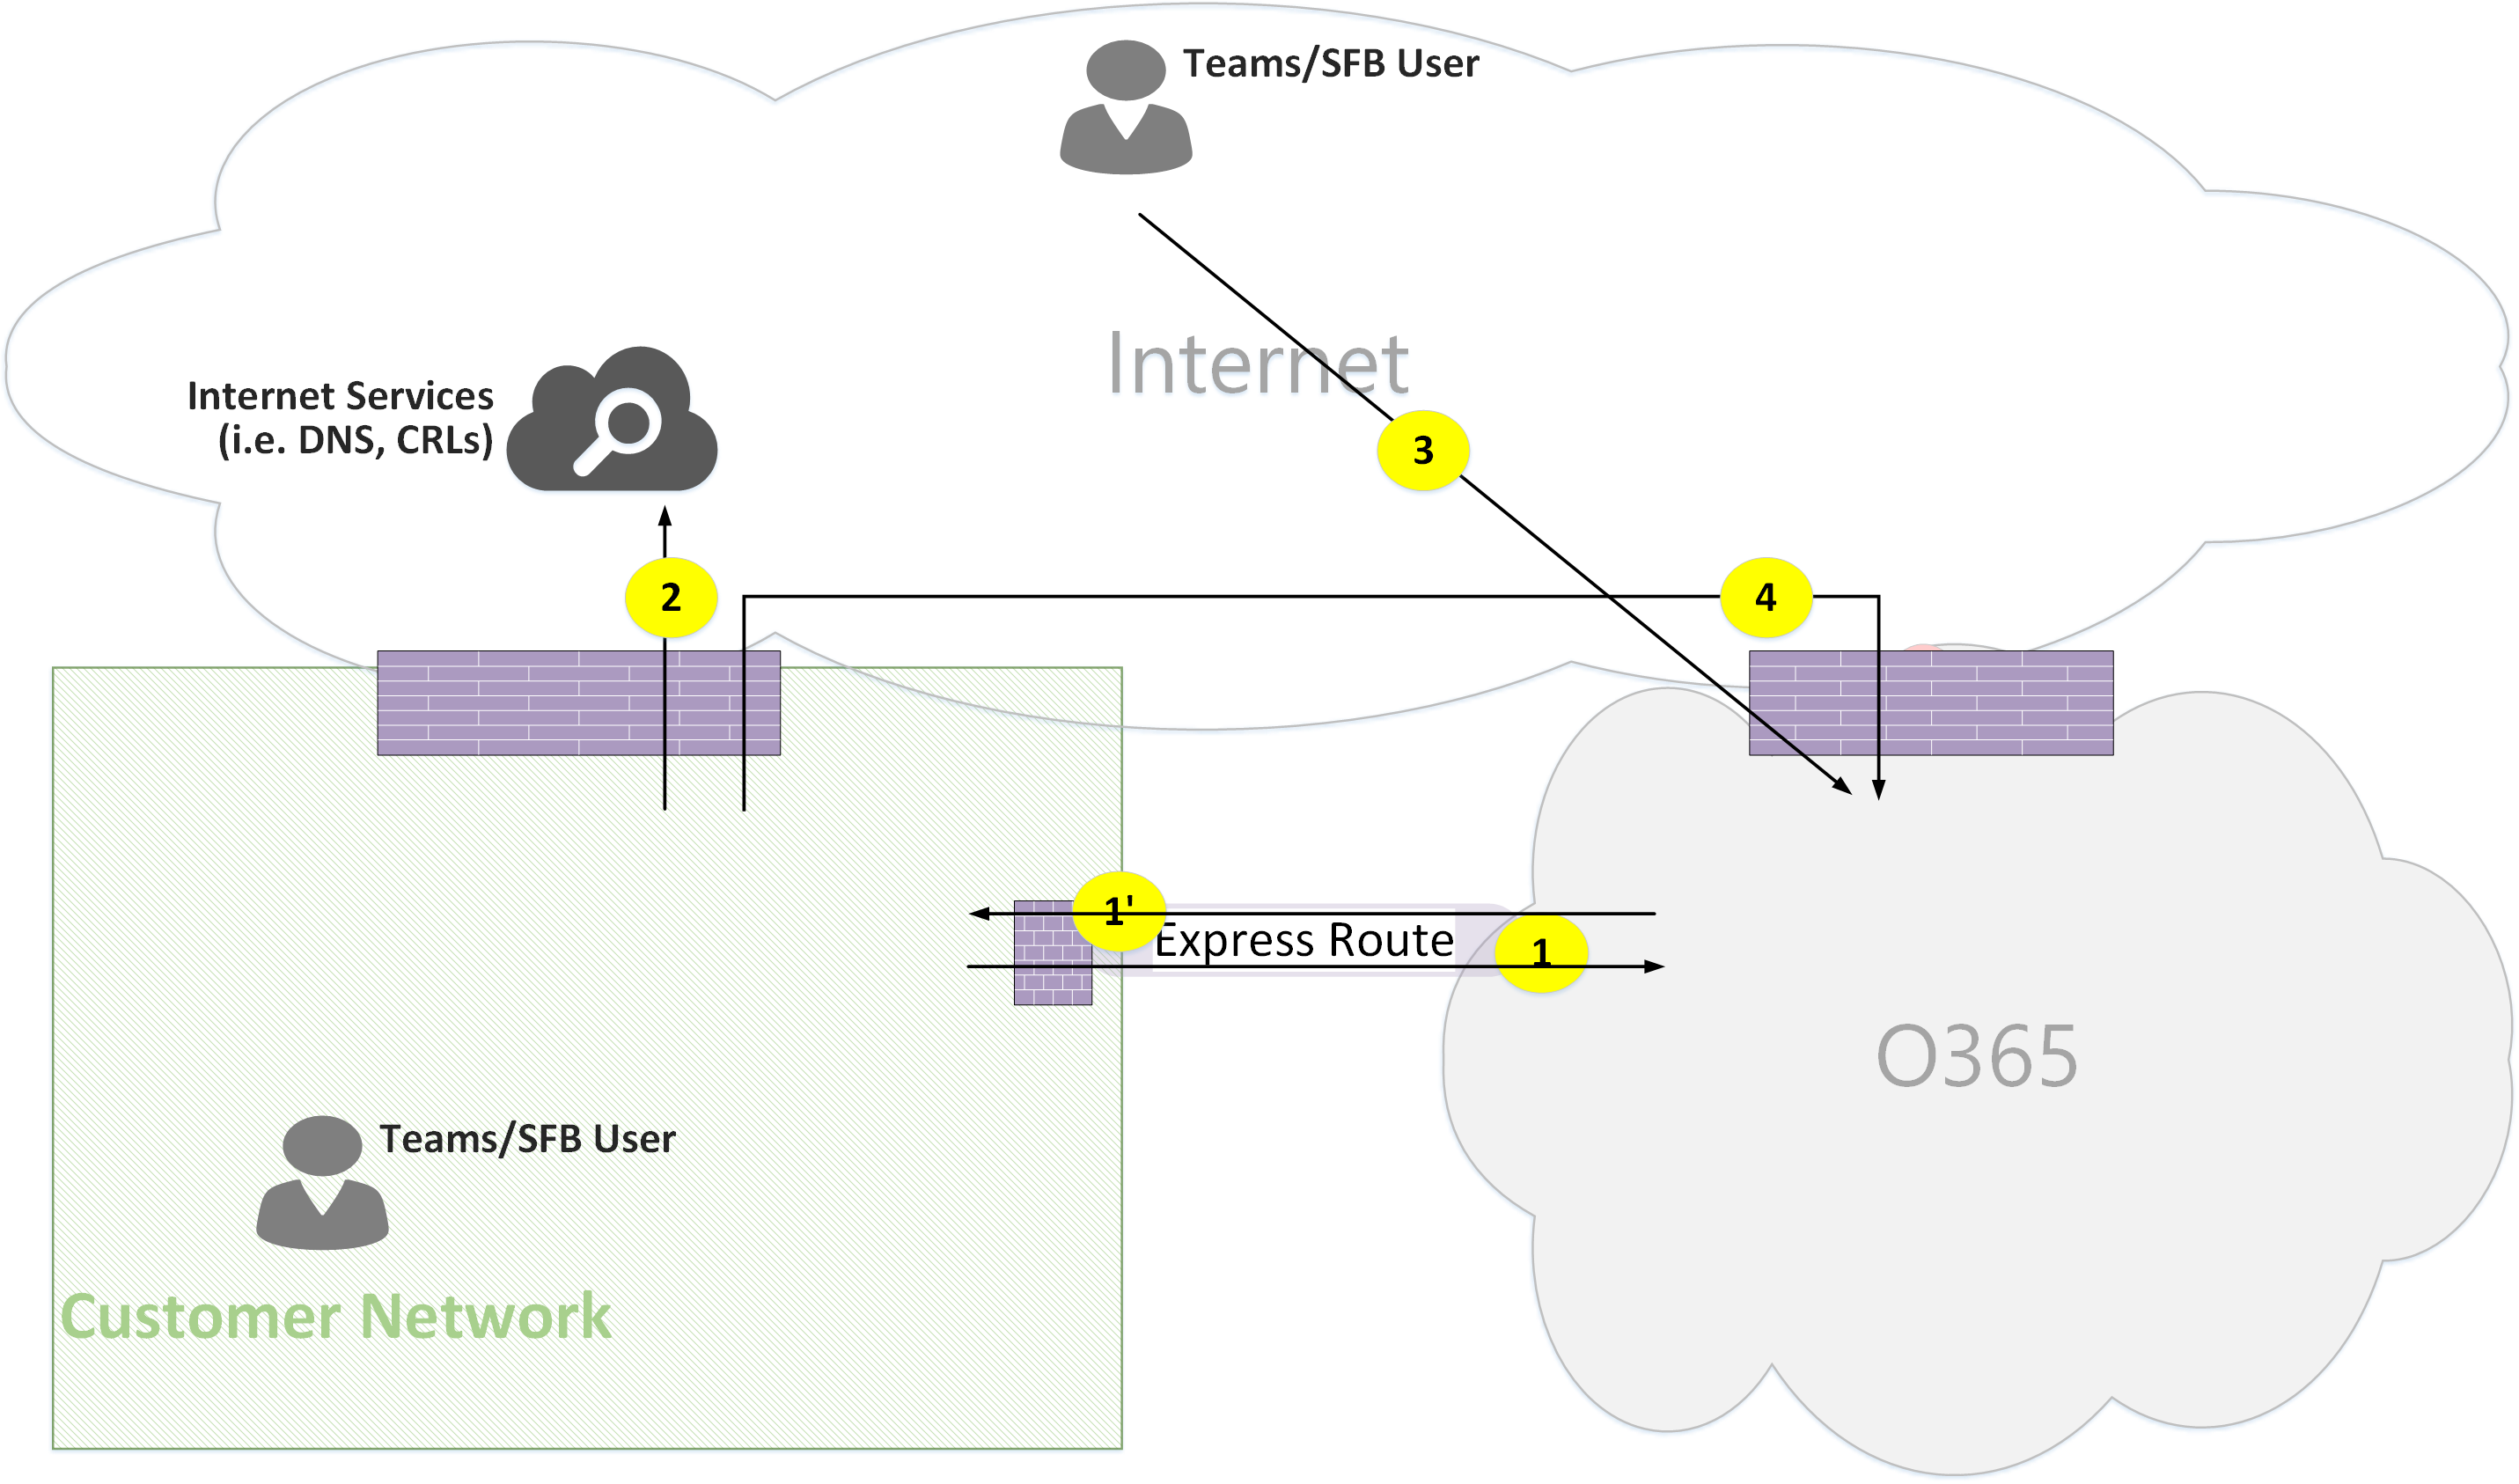 Teams/SFB User
Internet
Internet Services
(i.e. DNS, CRLs)
3
2
4
1'
Express Route
1
O365
Teams/SFB User
Customer Network